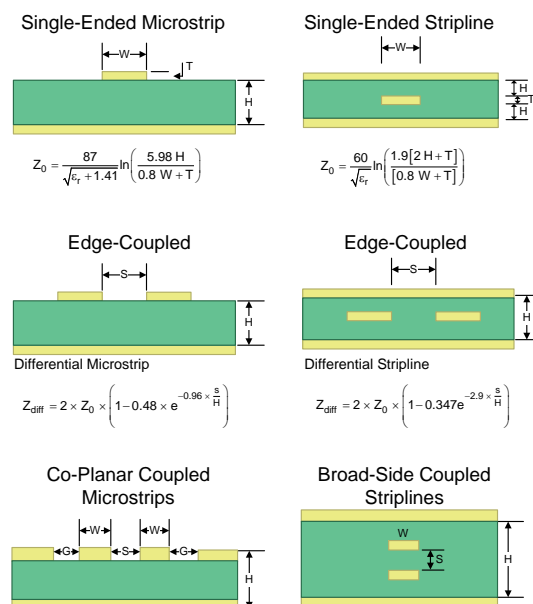 Single-Ended Microstrip
W
T
H
Z₀ = 87 / √(εᵣ + 1.41) ln( 5.98 H / 0.8 W + T )
Single-Ended Stripline
W
H
T
H
Z₀ = 60 / √εᵣ ln( 1.9[2 H + T] / [0.8 W + T] )
Edge-Coupled
S
H
Differential Microstrip
Z_diff = 2 × Z₀ × ( 1 − 0.48 × e^(−0.96 × s/H) )
Edge-Coupled
S
H
Differential Stripline
Z_diff = 2 × Z₀ × ( 1 − 0.347e^(−2.9 × s/H) )
Co-Planar Coupled
Microstrips
W W
G S G
H
Broad-Side Coupled
Striplines
W
S
H